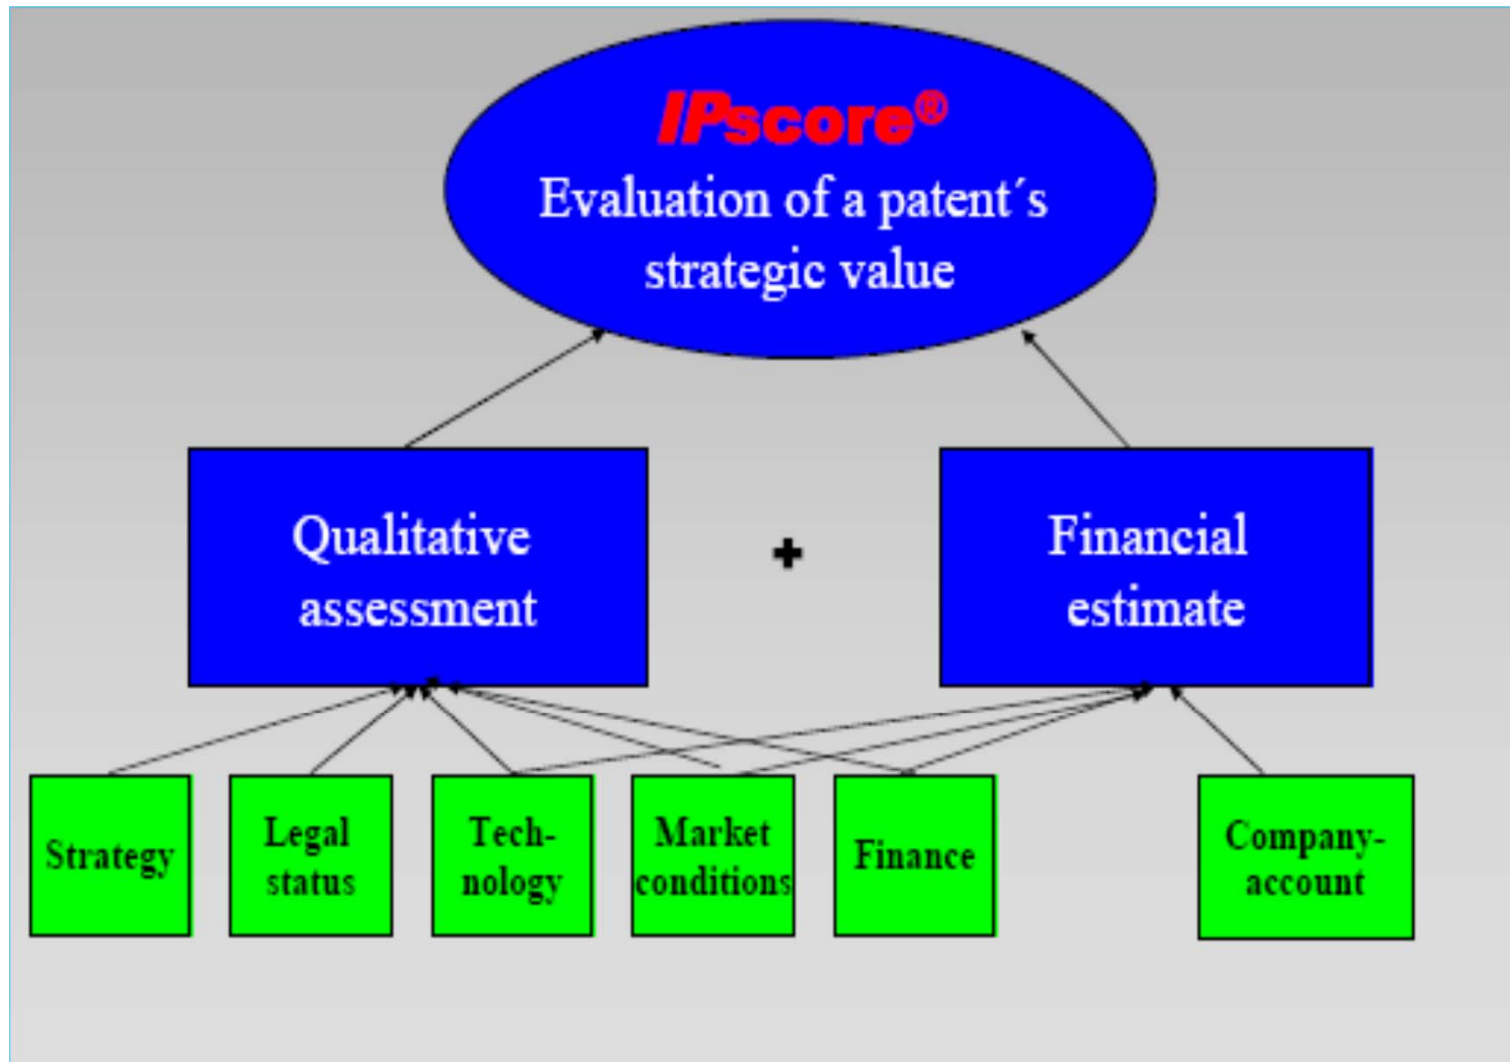 IPscore®
Evaluation of a patent´s
strategic value
Qualitative
assessment
+
Financial
estimate
Strategy
Legal
status
Tech-
nology
Market
conditions
Finance
Company-
account